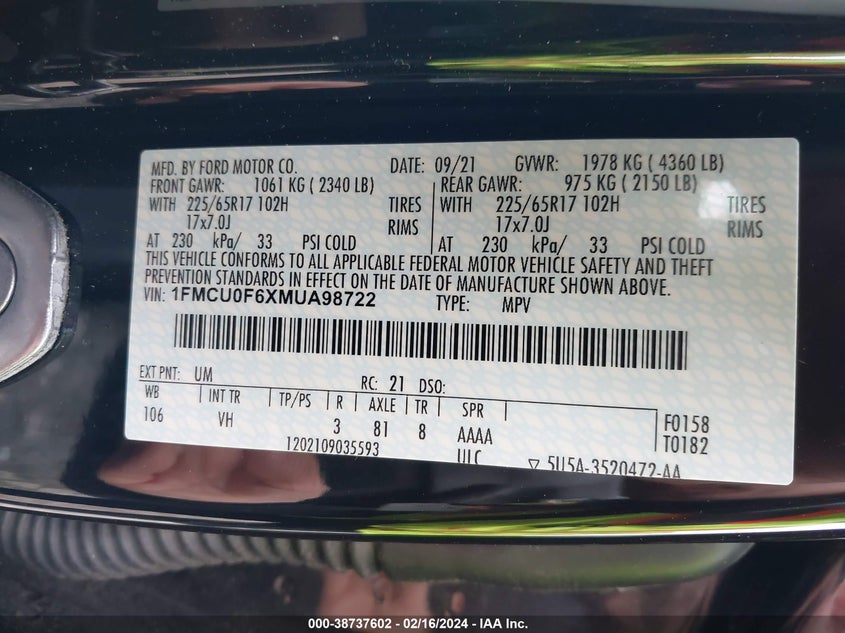 MFD. BY FORD MOTOR CO. DATE: 09/21 GVWR: 1978 KG ( 4360 LB)
FRONT GAWR: 1061 KG ( 2340 LB) REAR GAWR: 975 KG ( 2150 LB)
WITH 225/65R17 102H TIRES WITH 225/65R17 102H TIRES
17x7.0J RIMS 17x7.0J RIMS
AT 230 kPa/ 33 PSI COLD AT 230 kPa/ 33 PSI COLD
THIS VEHICLE CONFORMS TO ALL APPLICABLE FEDERAL MOTOR VEHICLE SAFETY AND THEFT
PREVENTION STANDARDS IN EFFECT ON THE DATE OF MANUFACTURE SHOWN ABOVE.
VIN: 1FMCU0F6XMUA98722 TYPE: MPV
EXT PNT: UM RC: 21 DSO:
WB INT TR TP/PS R AXLE TR SPR F0158
106 VH 3 81 8 AAAA T0182
1202109035593 ULC ▽ 5U5A-3520472-AA
000-38737602 - 02/16/2024 - IAA Inc.